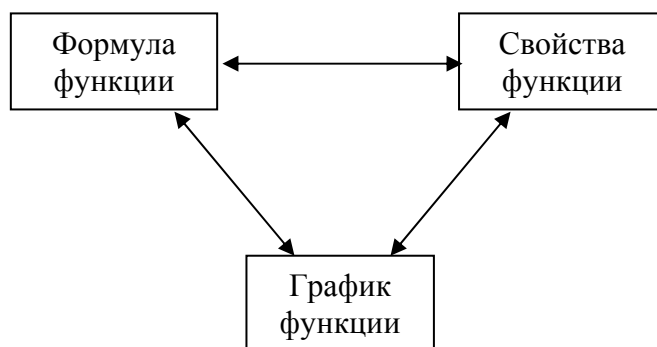 Формула
функции
Свойства
функции
График
функции